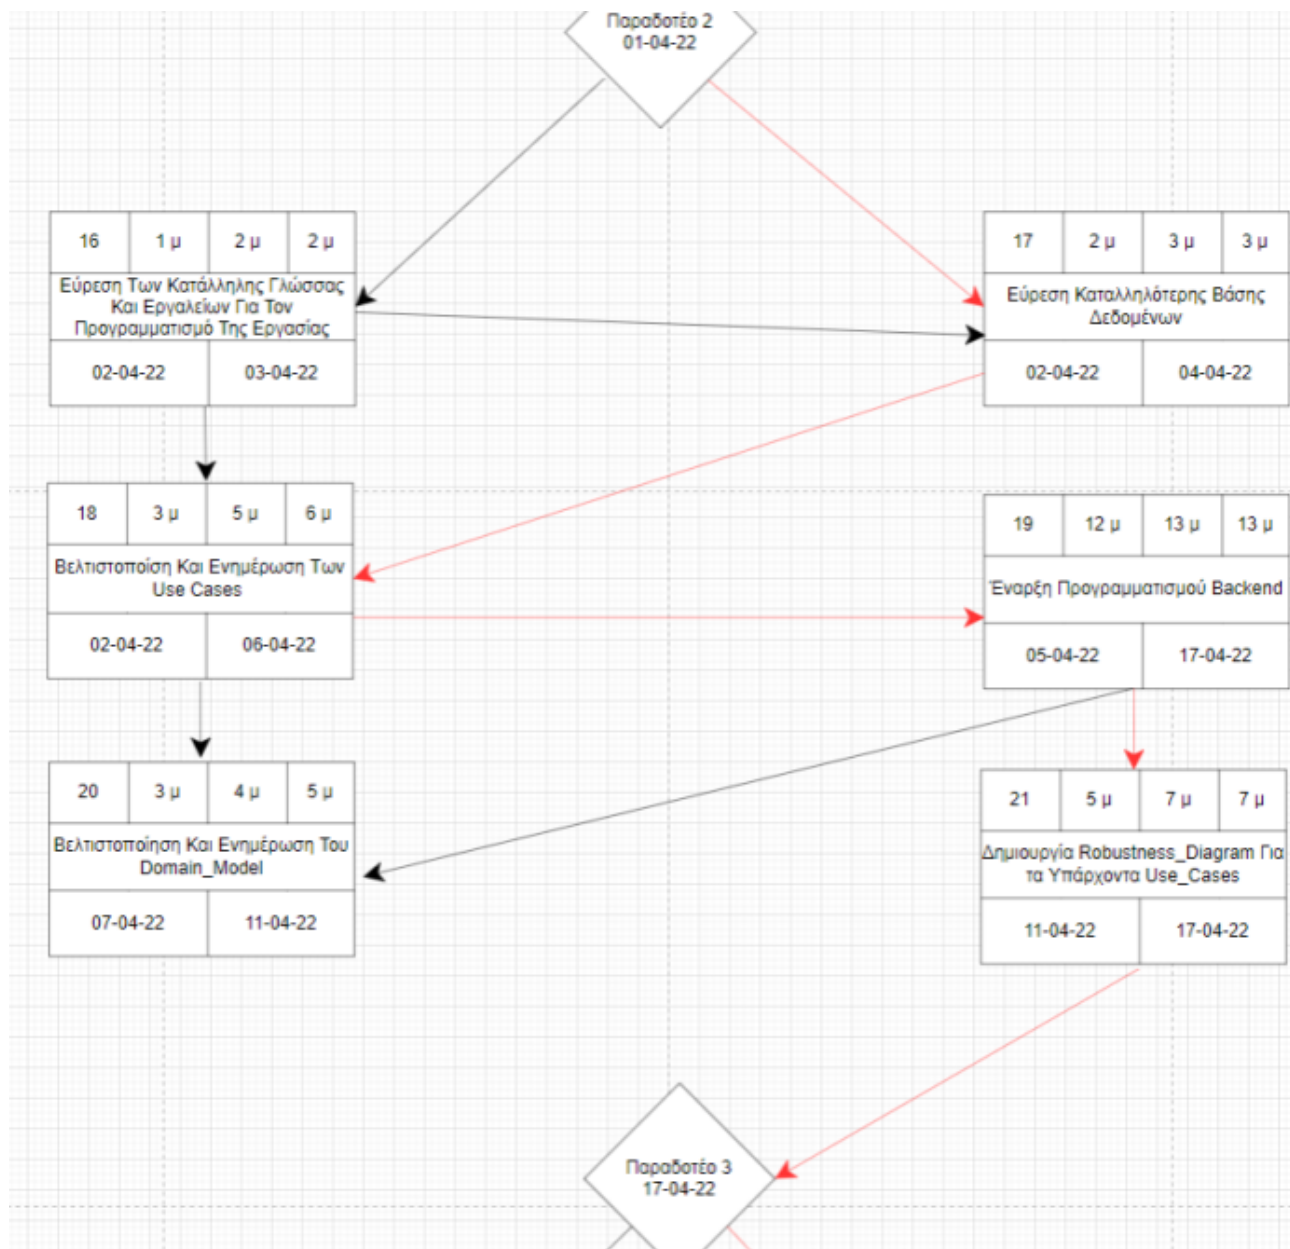 Παραδοτέο 2
01-04-22
16 1 μ 2 μ 2 μ
Εύρεση Των Κατάλληλης Γλώσσας
Και Εργαλείων Για Τον
Προγραμματισμό Της Εργασίας
02-04-22 03-04-22
17 2 μ 3 μ 3 μ
Εύρεση Καταλληλότερης Βάσης
Δεδομένων
02-04-22 04-04-22
18 3 μ 5 μ 6 μ
Βελτιστοποίση Και Ενημέρωση Των
Use Cases
02-04-22 06-04-22
19 12 μ 13 μ 13 μ
Έναρξη Προγραμματισμού Backend
05-04-22 17-04-22
20 3 μ 4 μ 5 μ
Βελτιστοποίηση Και Ενημέρωση Του
Domain_Model
07-04-22 11-04-22
21 5 μ 7 μ 7 μ
Δημιουργία Robustness_Diagram Για
τα Υπάρχοντα Use_Cases
11-04-22 17-04-22
Παραδοτέο 3
17-04-22